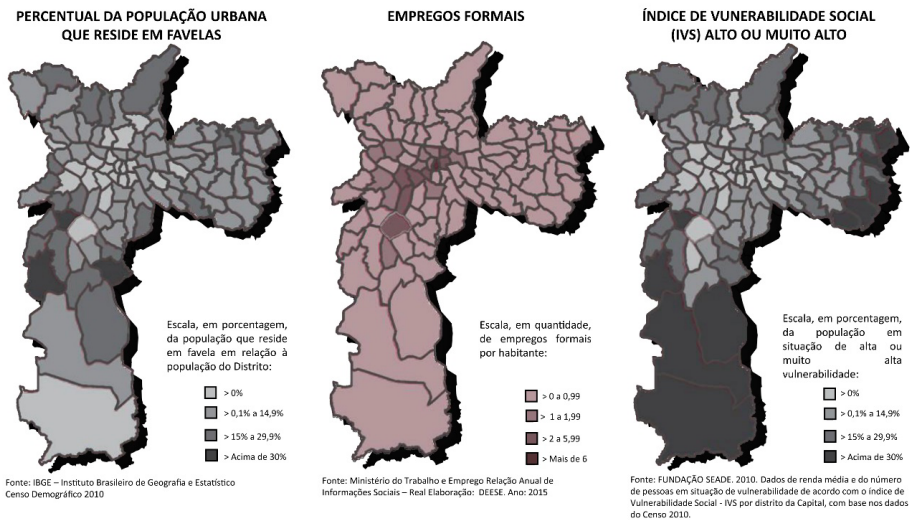 PERCENTUAL DA POPULAÇÃO URBANA
QUE RESIDE EM FAVELAS
Escala, em porcentagem,
da população que reside
em favela em relação à
população do Distrito:
> 0%
> 0,1% a 14,9%
> 15% a 29,9%
> Acima de 30%
Fonte: IBGE – Instituto Brasileiro de Geografia e Estatístico
Censo Demográfico 2010
EMPREGOS FORMAIS
Escala, em quantidade,
de empregos formais
por habitante:
> 0 a 0,99
> 1 a 1,99
> 2 a 5,99
> Mais de 6
Fonte: Ministério do Trabalho e Emprego Relação Anual de
Informações Sociais – Real Elaboração: DEESE. Ano: 2015
ÍNDICE DE VUNERABILIDADE SOCIAL
(IVS) ALTO OU MUITO ALTO
Escala, em porcentagem,
da população em
situação de alta ou
muito alta
vulnerabilidade:
> 0%
> 0,1% a 14,9%
> 15% a 29,9%
> Acima de 30%
Fonte: FUNDAÇÃO SEADE. 2010. Dados de renda média e do número
de pessoas em situação de vulnerabilidade de acordo com o índice de
Vulnerabilidade Social - IVS por distrito da Capital, com base nos dados
do Censo 2010.